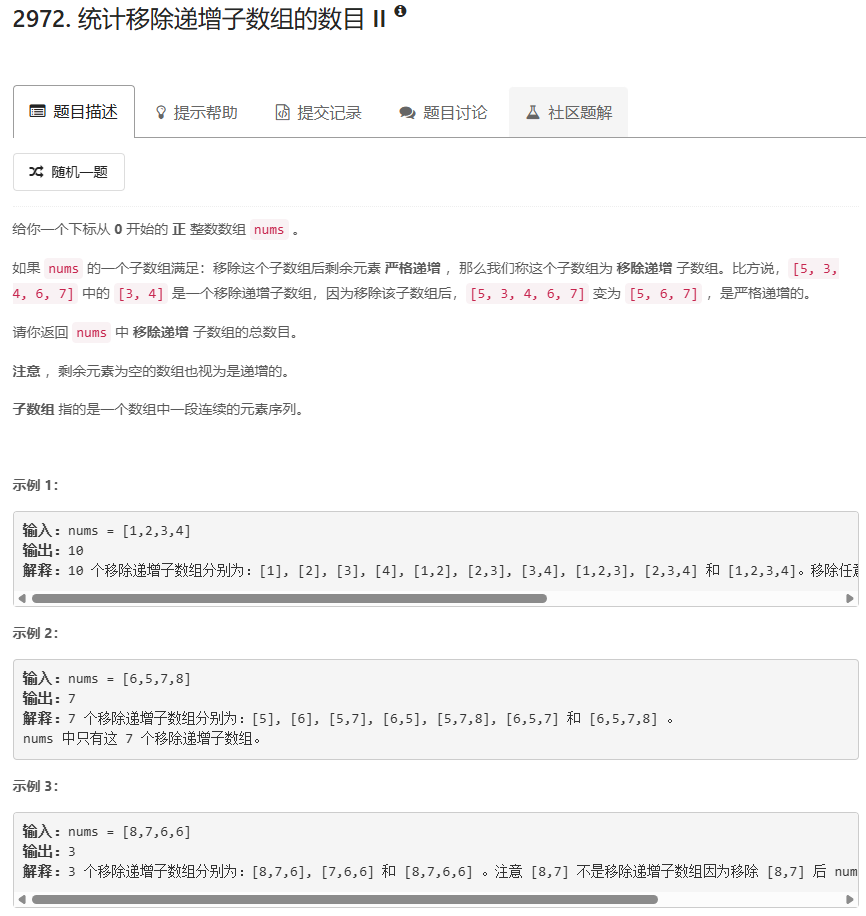 2972. 统计移除递增子数组的数目 II
题目描述 提示帮助 提交记录 题目讨论 社区题解
随机一题
给你一个下标从 0 开始的 正 整数数组 nums 。
如果 nums 的一个子数组满足：移除这个子数组后剩余元素 严格递增 ，那么我们称这个子数组为 移除递增 子数组。比方说， [5, 3,
4, 6, 7] 中的 [3, 4] 是一个移除递增子数组，因为移除该子数组后， [5, 3, 4, 6, 7] 变为 [5, 6, 7] ，是严格递增的。
请你返回 nums 中 移除递增 子数组的总数目。
注意 ，剩余元素为空的数组也视为是递增的。
子数组 指的是一个数组中一段连续的元素序列。
示例 1：
输入：nums = [1,2,3,4]
输出：10
解释：10 个移除递增子数组分别为：[1], [2], [3], [4], [1,2], [2,3], [3,4], [1,2,3], [2,3,4] 和 [1,2,3,4]。移除任意
示例 2：
输入：nums = [6,5,7,8]
输出：7
解释：7 个移除递增子数组分别为：[5], [6], [5,7], [6,5], [5,7,8], [6,5,7] 和 [6,5,7,8] 。
nums 中只有这 7 个移除递增子数组。
示例 3：
输入：nums = [8,7,6,6]
输出：3
解释：3 个移除递增子数组分别为：[8,7,6], [7,6,6] 和 [8,7,6,6] 。注意 [8,7] 不是移除递增子数组因为移除 [8,7] 后 num